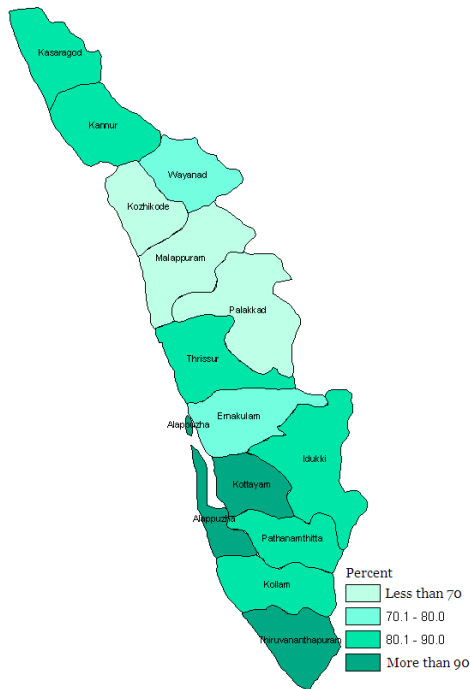 Kasaragod
Kannur
Wayanad
Kozhikode
Malappuram
Palakkad
Thrissur
Ernakulam
Alappuzha
Idukki
Kottayam
Alappuzha
Pathanamthitta
Kollam
Thiruvananthapuram
Percent
Less than 70
70.1 - 80.0
80.1 - 90.0
More than 90